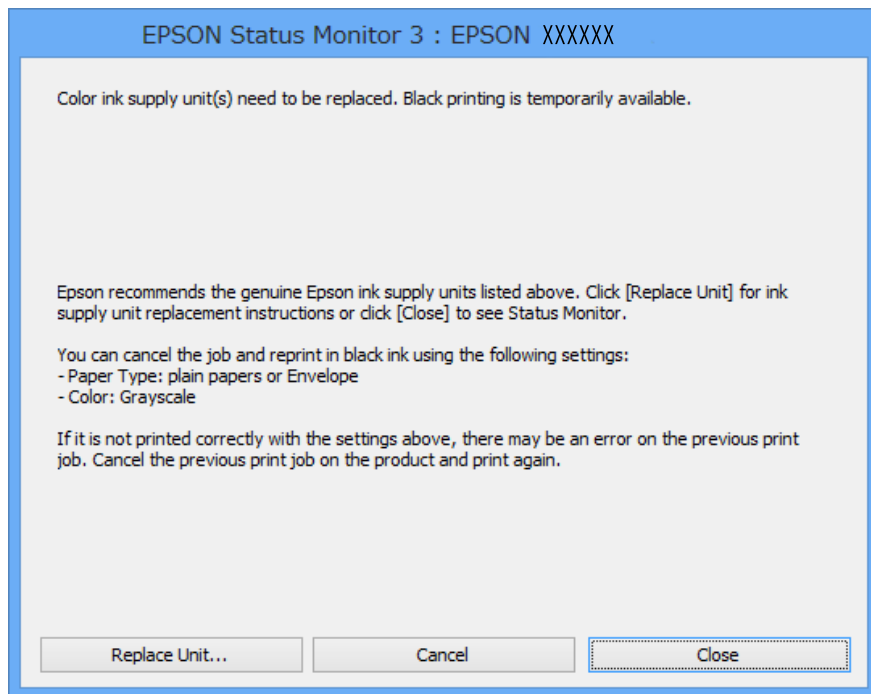 EPSON Status Monitor 3 : EPSON XXXXXX
Color ink supply unit(s) need to be replaced. Black printing is temporarily available.
Epson recommends the genuine Epson ink supply units listed above. Click [Replace Unit] for ink
supply unit replacement instructions or click [Close] to see Status Monitor.
You can cancel the job and reprint in black ink using the following settings:
- Paper Type: plain papers or Envelope
- Color: Grayscale
If it is not printed correctly with the settings above, there may be an error on the previous print
job. Cancel the previous print job on the product and print again.
Replace Unit... Cancel Close